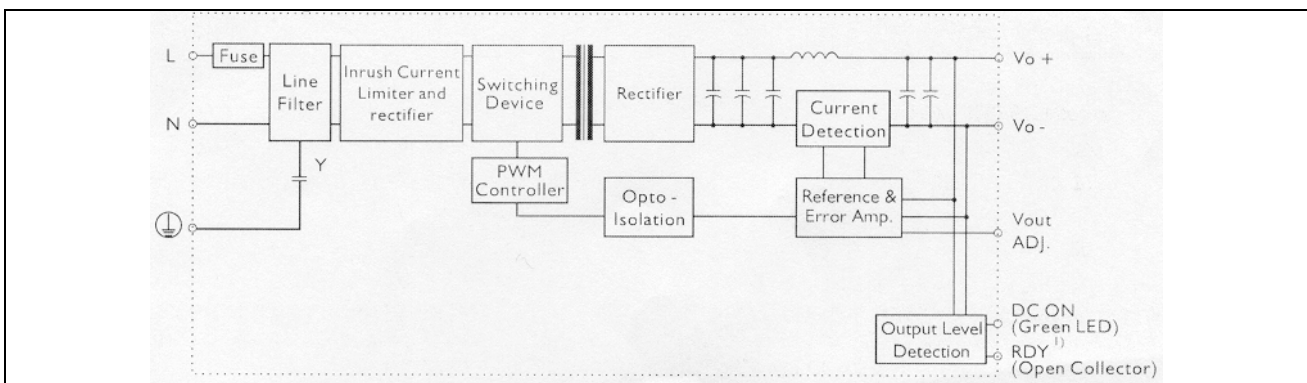 L
Fuse
Line
Filter
Inrush Current
Limiter and
rectifier
Switching
Device
Rectifier
Current
Detection
Vo +
N
Vo -
Y
PWM
Controller
Opto -
Isolation
Reference &
Error Amp.
Vout
ADJ.
Output Level
Detection
DC ON
(Green LED)
RDY 1)
(Open Collector)